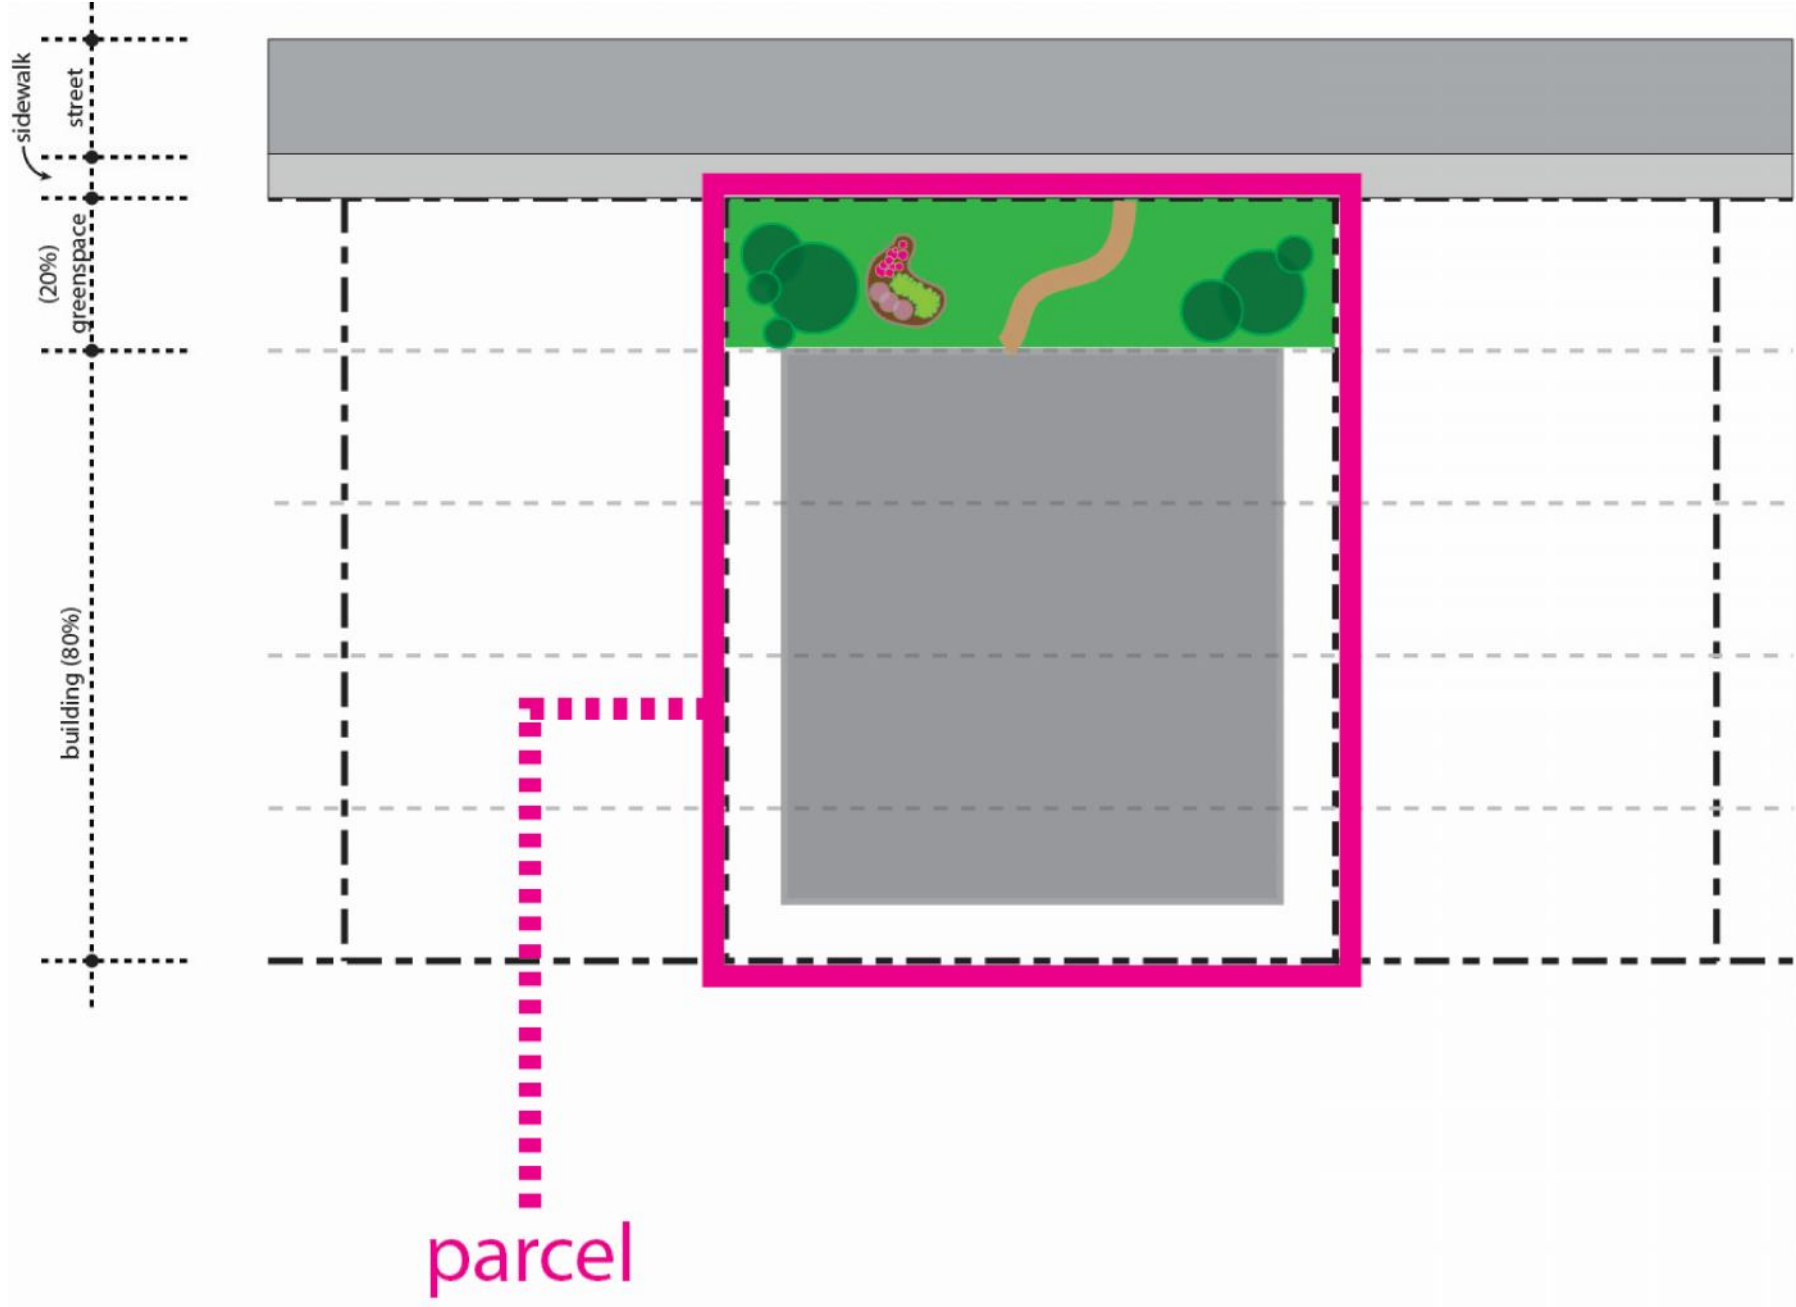 sidewalk
street
(20%)
greenspace
building (80%)
parcel